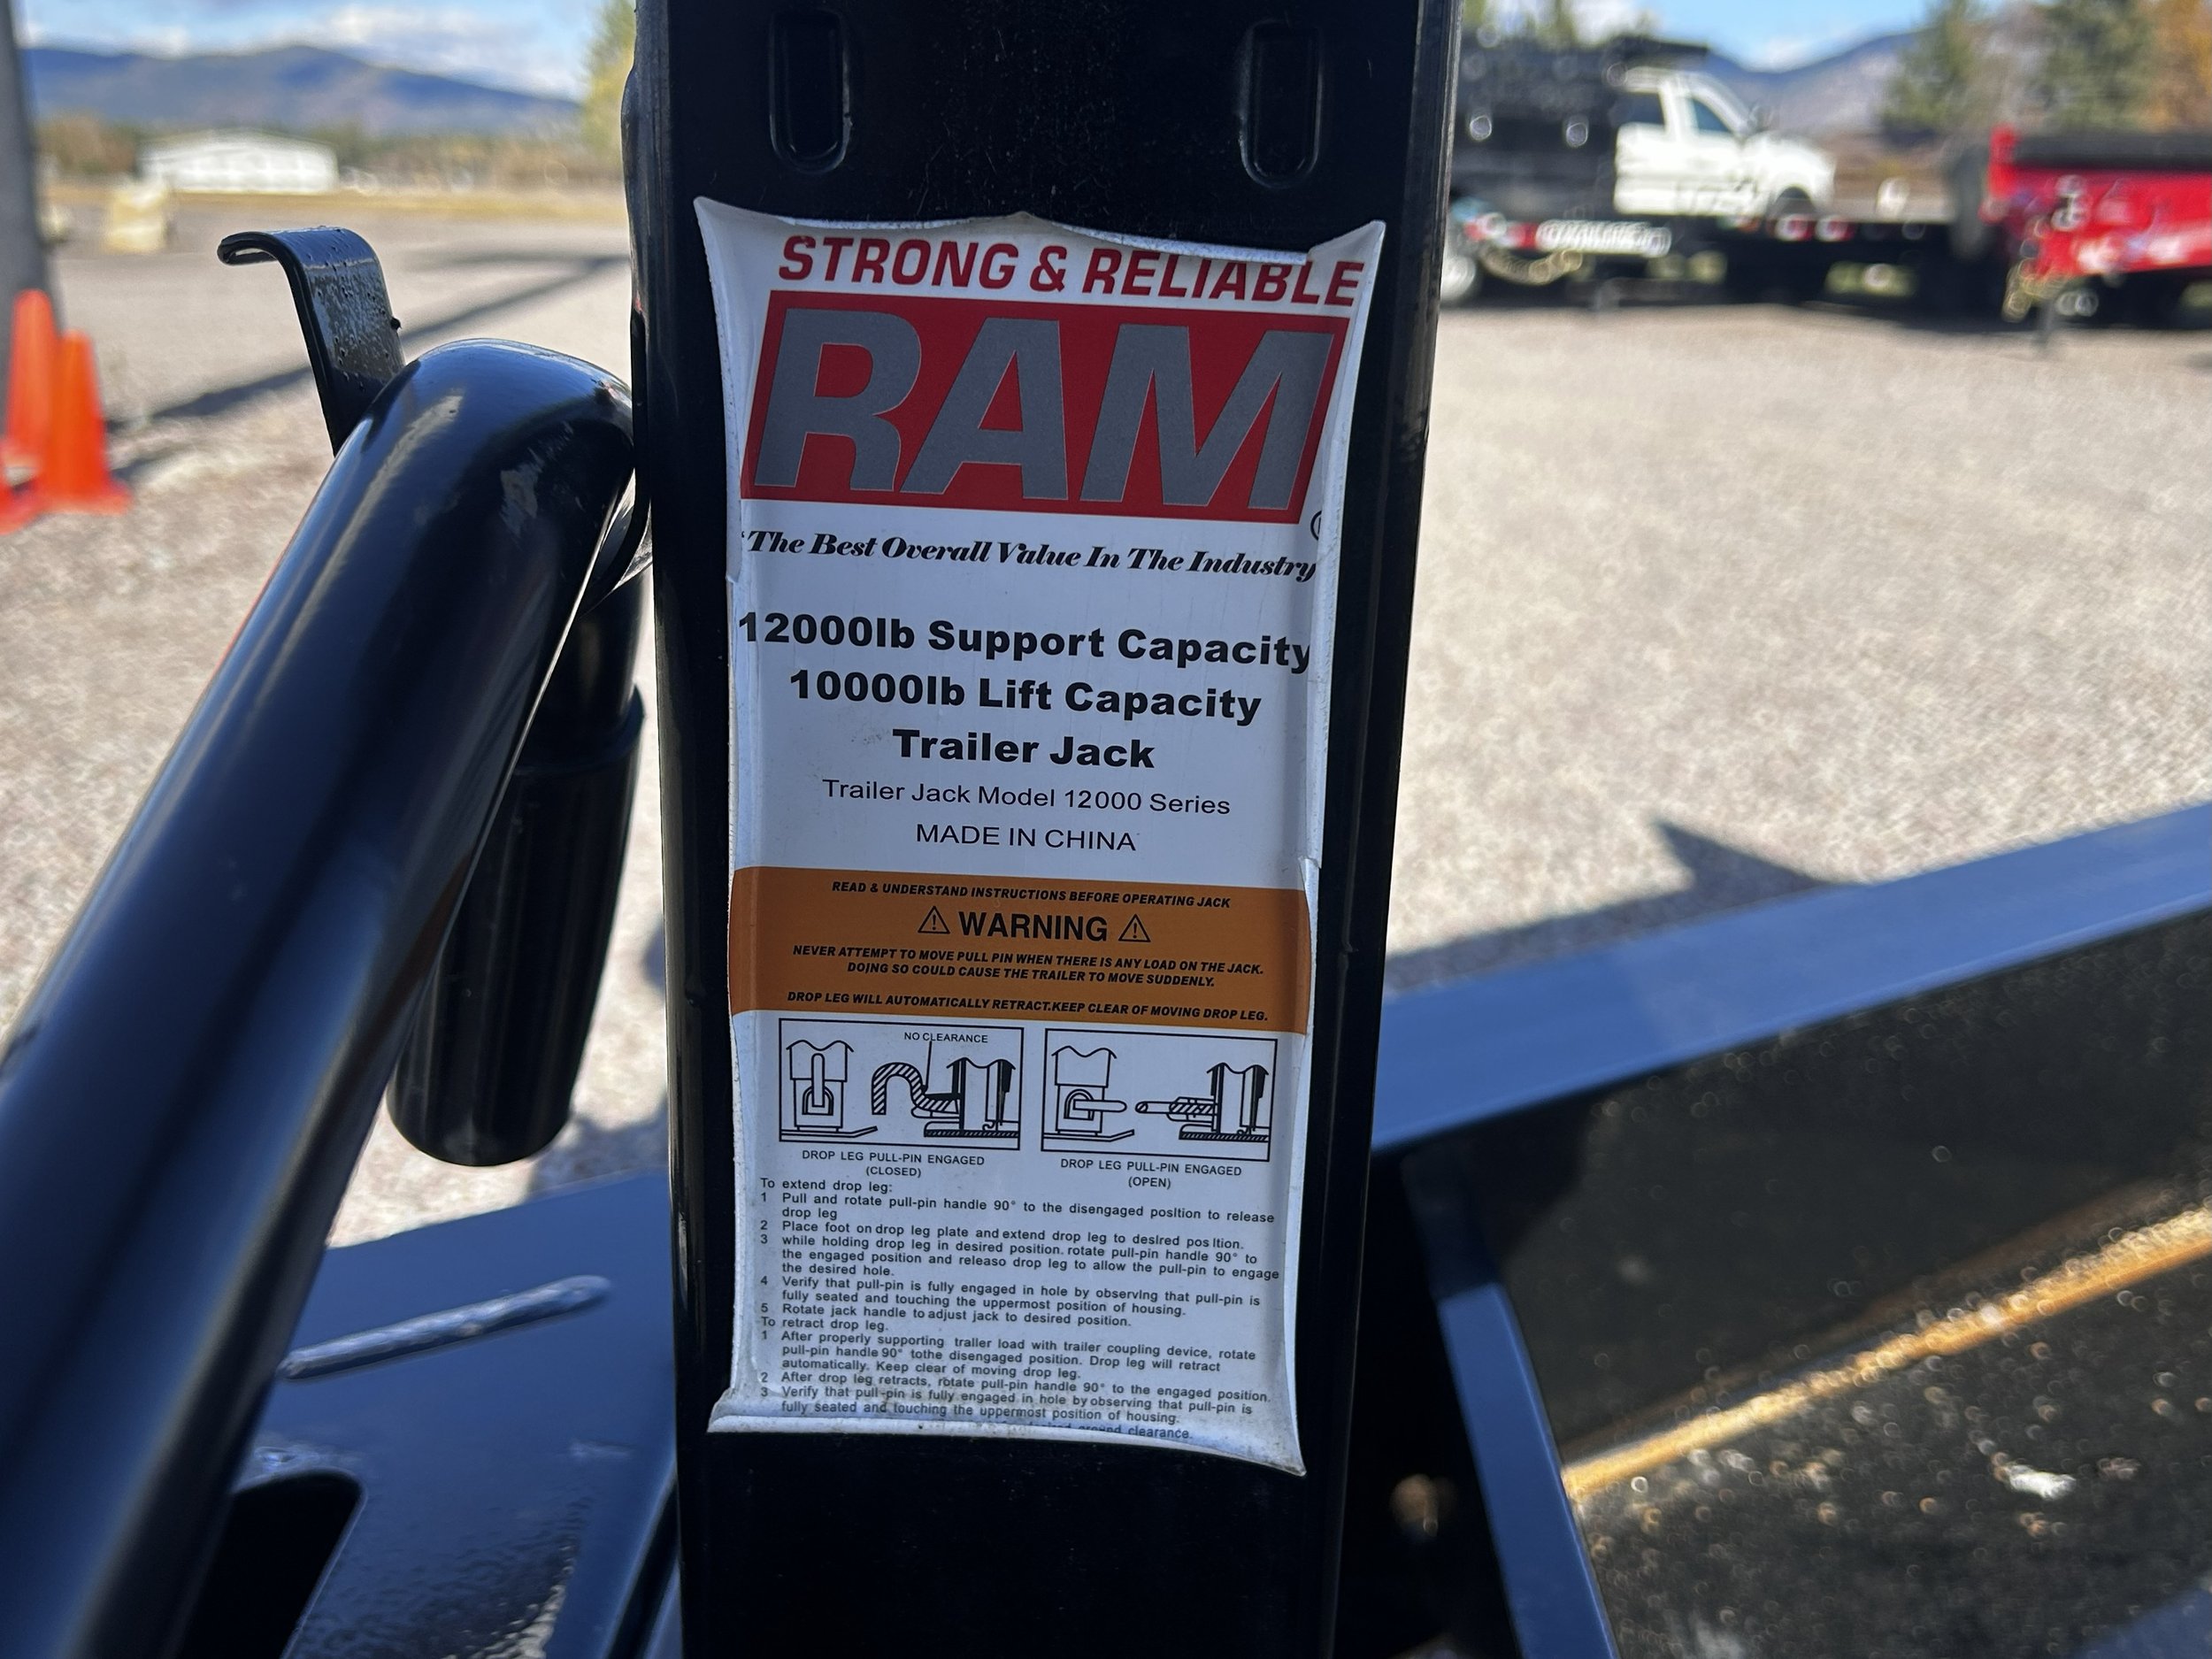 STRONG & RELIABLE
RAM
"The Best Overall Value In The Industry
12000lb Support Capacity
10000lb Lift Capacity
Trailer Jack
Trailer Jack Model 12000 Series
MADE IN CHINA
READ & UNDERSTAND INSTRUCTIONS BEFORE OPERATING JACK
⚠ WARNING ⚠
NEVER ATTEMPT TO MOVE PULL PIN WHEN THERE IS ANY LOAD ON THE JACK.
DOING SO COULD CAUSE THE TRAILER TO MOVE SUDDENLY.
DROP LEG WILL AUTOMATICALLY RETRACT.KEEP CLEAR OF MOVING DROP LEG.
NO CLEARANCE
DROP LEG PULL-PIN ENGAGED
(CLOSED)
DROP LEG PULL-PIN ENGAGED
(OPEN)
To extend drop leg:
1 Pull and rotate pull-pin handle 90° to the disengaged position to release
drop leg
2 Place foot on drop leg plate and extend drop leg to desired position.
3 while holding drop leg in desired position. rotate pull-pin handle 90° to
the engaged position and releaso drop leg to allow the pull-pin to engage
the desired hole.
4 Verify that pull-pin is fully engaged in hole by observing that pull-pin is
fully seated and touching the uppermost position of housing.
5 Rotate jack handle to adjust jack to desired position.
To retract drop leg.
1 After properly supporting trailer load with trailer coupling device, rotate
pull-pin handle 90° tothe disengaged position. Drop leg will retract
automatically. Keep clear of moving drop leg.
2 After drop leg retracts, rotate pull-pin handle 90° to the engaged position.
3 Verify that pull-pin is fully engaged in hole by observing that pull-pin is
fully seated and touching the uppermost position of housing.
ground clearance.